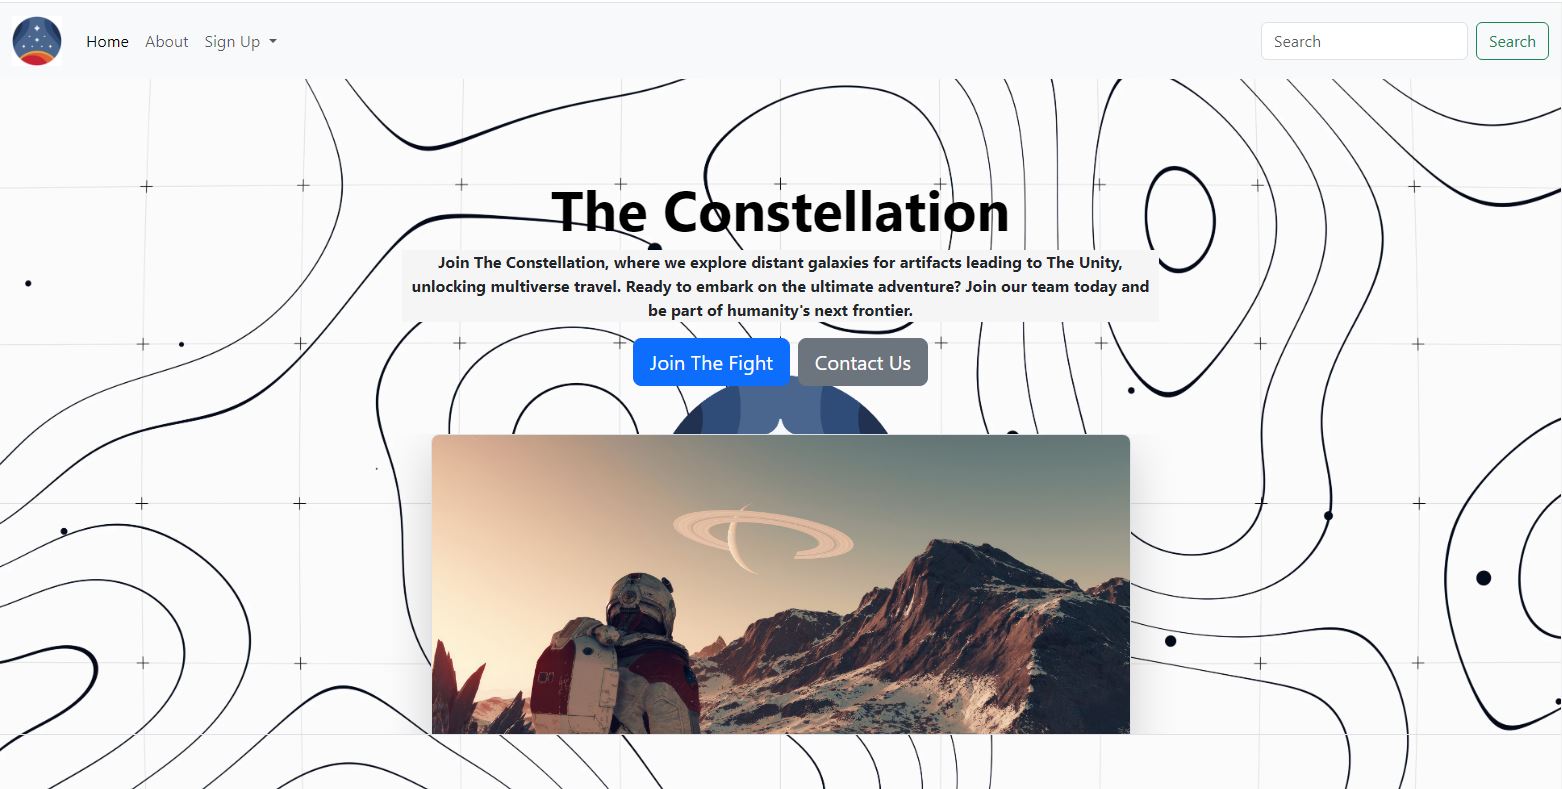 Home About Sign Up Search Search
The Constellation
Join The Constellation, where we explore distant galaxies for artifacts leading to The Unity,
unlocking multiverse travel. Ready to embark on the ultimate adventure? Join our team today and
be part of humanity's next frontier.
Join The Fight Contact Us